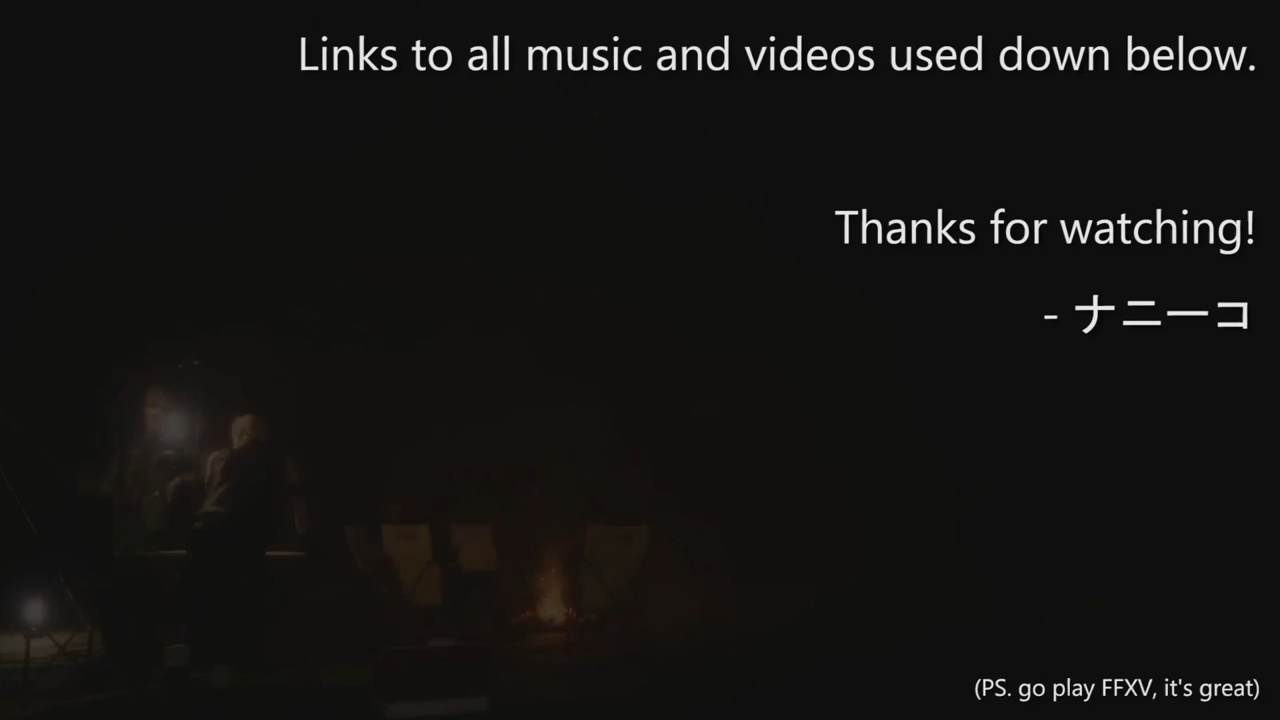 Links to all music and videos used down below.
Thanks for watching!
- ナニーコ
(PS. go play FFXV, it's great)